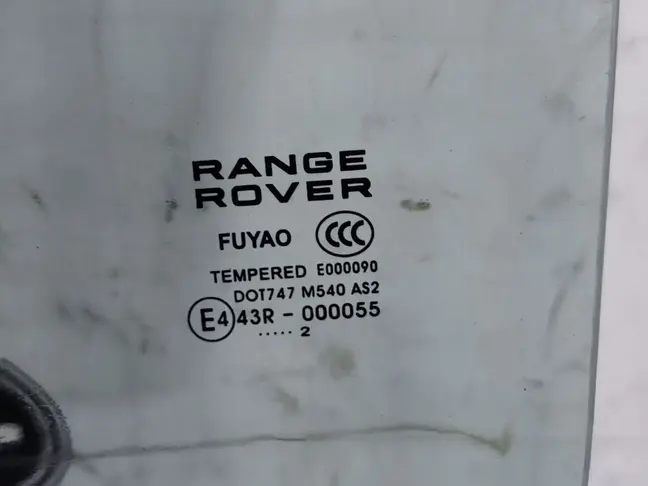 RANGE
ROVER
FUYAO CCC
TEMPERED E000090
DOT747 M540 AS2
E4 43R - 000055
..... 2